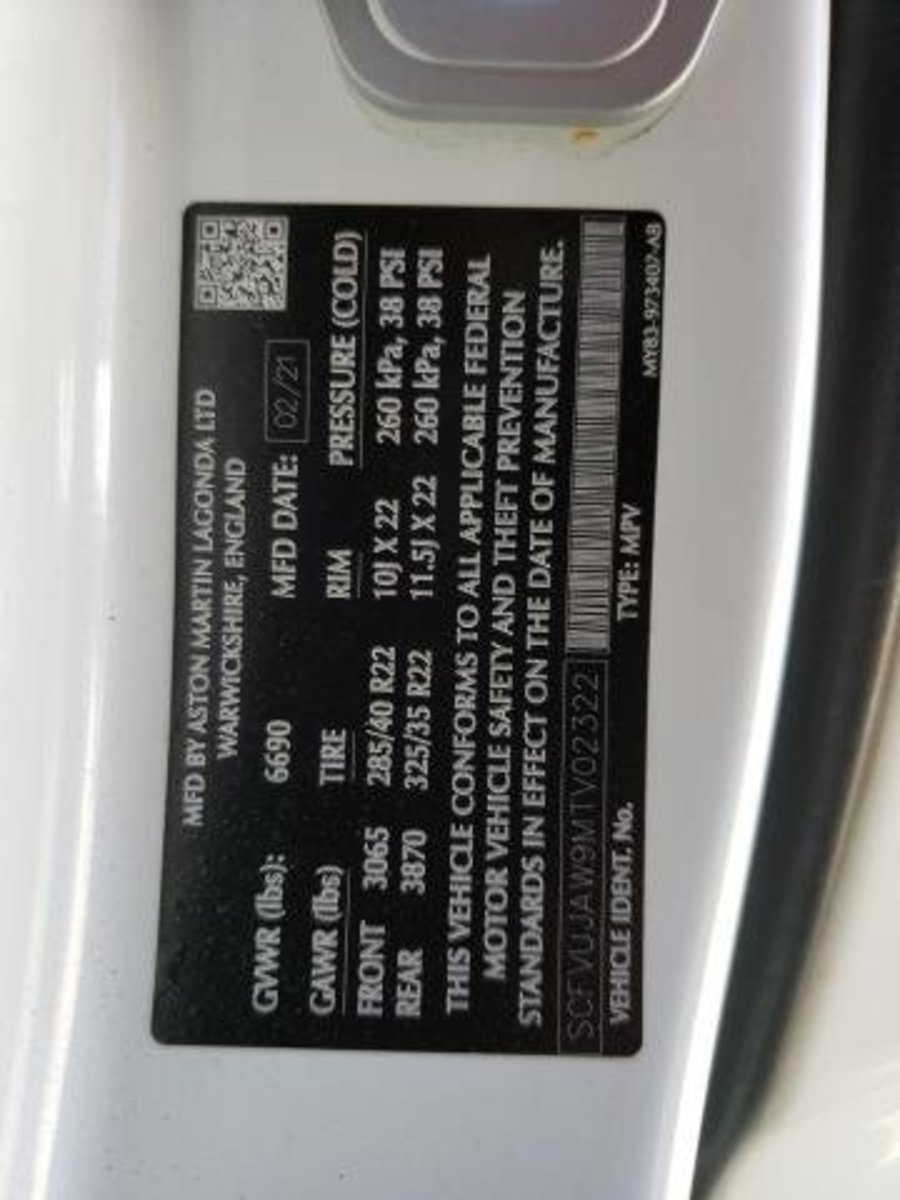 MFD BY ASTON MARTIN LAGONDA LTD
WARWICKSHIRE, ENGLAND
GVWR (lbs): 6690 MFD DATE: 02/21
GAWR (lbs) TIRE RIM PRESSURE (COLD)
FRONT 3065 285/40 R22 10J X 22 260 kPa, 38 PSI
REAR 3870 325/35 R22 11.5J X 22 260 kPa, 38 PSI
THIS VEHICLE CONFORMS TO ALL APPLICABLE FEDERAL
MOTOR VEHICLE SAFETY AND THEFT PREVENTION
STANDARDS IN EFFECT ON THE DATE OF MANUFACTURE.
SCFVUJAW9MTV02322
VEHICLE IDENT, No. TYPE: MPV
MY83-973407-AB